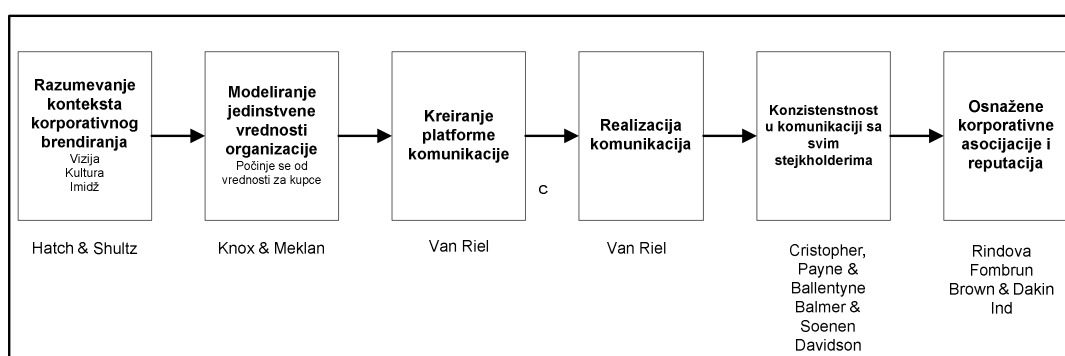 Razumevanje
konteksta
korporativnog
brendiranja
Vizija
Kultura
Imidž
Hatch & Shultz
Modeliranje
jedinstvene
vrednosti
organizacije
Počinje se od
vrednosti za kupce
Knox & Meklan
Kreiranje
platforme
komunikacije
Van Riel
C
Realizacija
komunikacija
Van Riel
Konzistenstnost
u komunikaciji sa
svim
stejkholderima
Cristopher,
Payne &
Ballentyne
Balmer &
Soenen
Davidson
Osnažene
korporativne
asocijacije i
reputacija
Rindova
Fombrun
Brown & Dakin
Ind